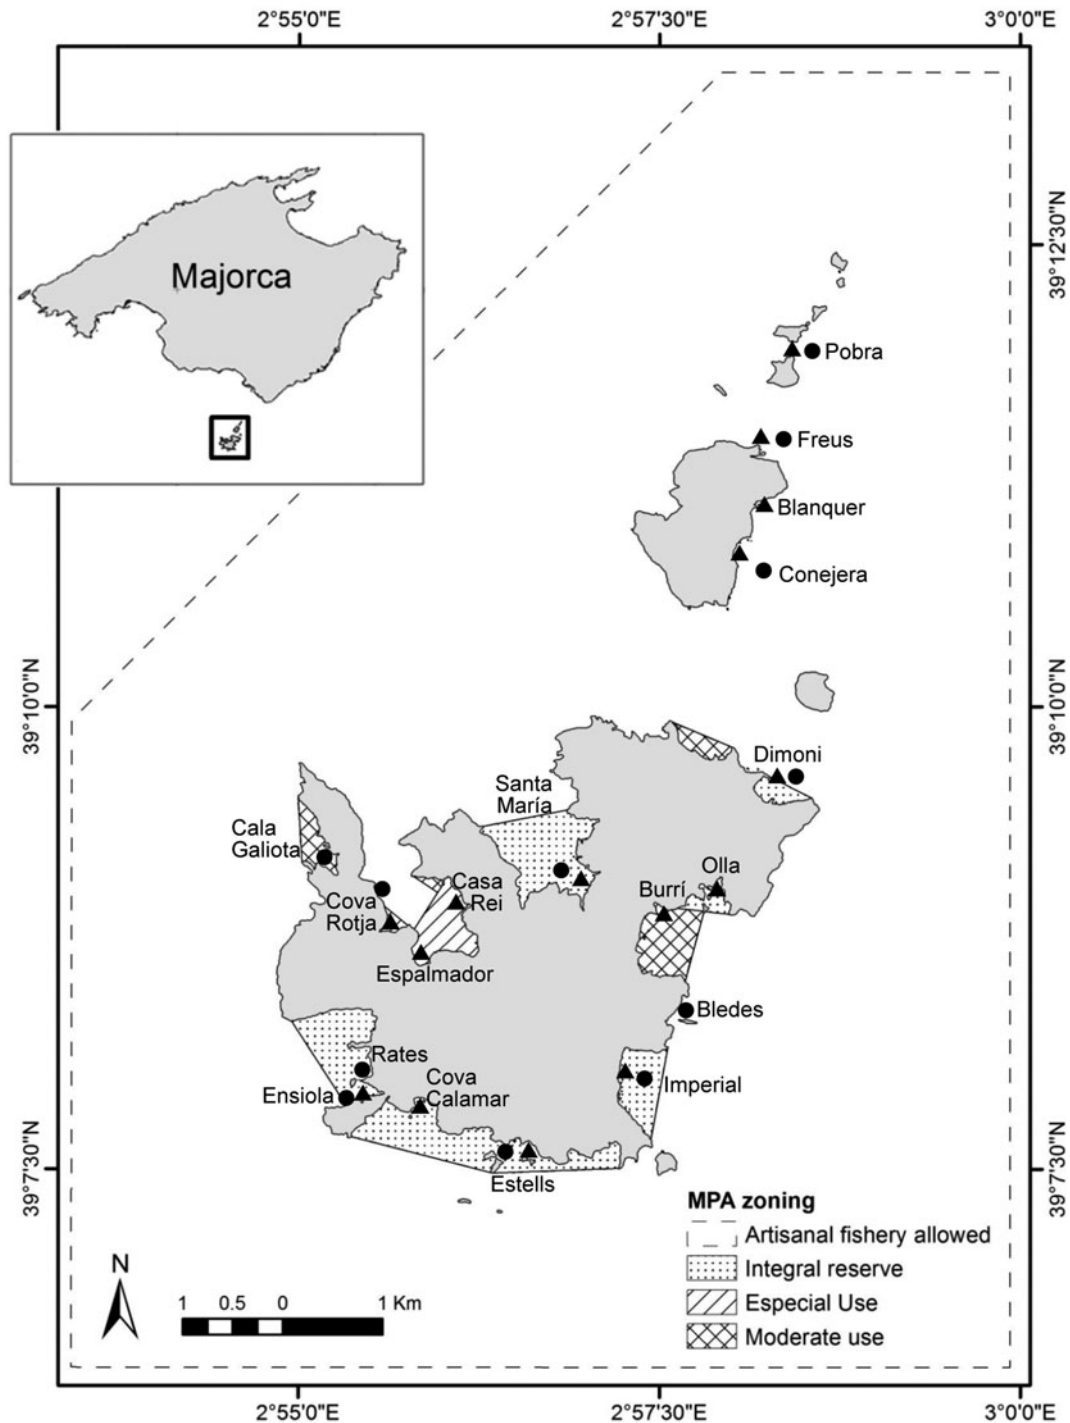 2°55'0"E
2°57'30"E
3°0'0"E
39°12'30"N
39°12'30"N
Majorca
Pobra
Freus
Blanquer
Conejera
39°10'0"N
39°10'0"N
Dimoni
Santa
María
Cala
Galiota
Olla
Casa
Rei
Burrí
Cova
Rotja
Espalmador
Bledes
Rates
Cova
Calamar
Imperial
Ensiola
39°7'30"N
39°7'30"N
Estells
MPA zoning
Artisanal fishery allowed
Integral reserve
Especial Use
Moderate use
N
1 0.5 0 1 Km
2°55'0"E
2°57'30"E
3°0'0"E